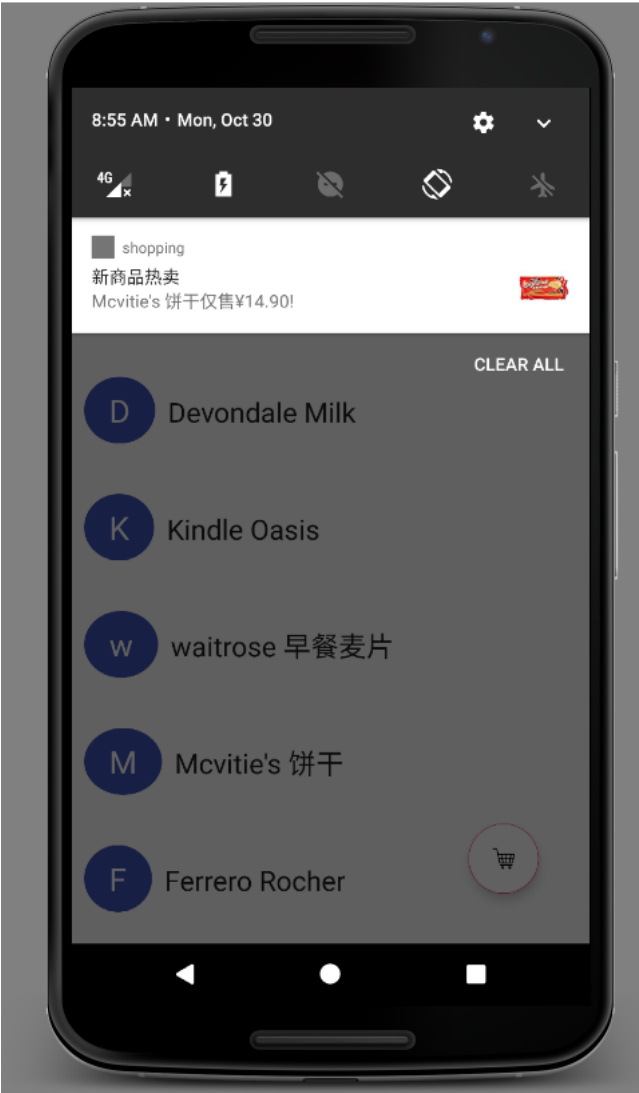 8:55 AM • Mon, Oct 30
4G
shopping
新商品热卖
Mcvitie's 饼干仅售¥14.90!
CLEAR ALL
D Devondale Milk
K Kindle Oasis
w waitrose 早餐麦片
M Mcvitie's 饼干
F Ferrero Rocher